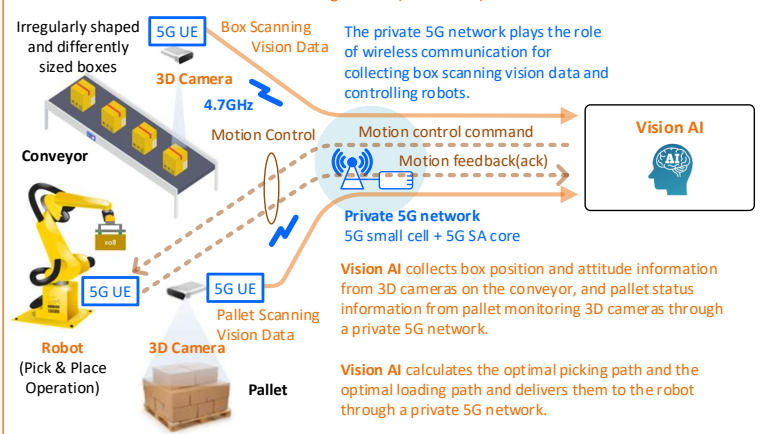 Irregularly shaped
and differently
sized boxes
5G UE
Box Scanning
Vision Data
3D Camera
4.7GHz
The private 5G network plays the role
of wireless communication for
collecting box scanning vision data and
controlling robots.
Conveyor
Motion Control
Motion control command
Motion feedback(ack)
Vision AI
AI
Private 5G network
5G small cell + 5G SA core
5G UE
5G UE
Pallet Scanning
Vision Data
Robot
(Pick & Place
Operation)
3D Camera
Pallet
Vision AI collects box position and attitude information
from 3D cameras on the conveyor, and pallet status
information from pallet monitoring 3D cameras through
a private 5G network.
Vision AI calculates the optimal picking path and the
optimal loading path and delivers them to the robot
through a private 5G network.